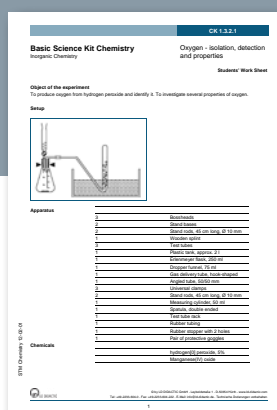 CK 1.3.2.1
Basic Science Kit Chemistry
Inorganic Chemistry
Oxygen - isolation, detection
and properties
Students' Work Sheet
Object of the experiment
To produce oxygen from hydrogen peroxide and identify it. To investigate several properties of oxygen.
Setup
Apparatus
3 Bossheads
2 Stand bases
2 Stand rods, 45 cm long, Ø 10 mm
1 Wooden splint
3 Test tubes
1 Plastic tank, approx. 2 l
1 Erlenmeyer flask, 250 ml
1 Dropper funnel, 75 ml
1 Gas delivery tube, hook-shaped
1 Angled tube, 50/50 mm
3 Universal clamps
2 Stand rods, 45 cm long, Ø 10 mm
1 Measuring cylinder, 50 ml
1 Spatula, double ended
1 Test tube rack
1 Rubber tubing
1 Rubber stopper with 2 holes
1 Pair of protective goggles
Chemicals
hydrogen[0] peroxide, 5%
Manganese(IV) oxide
LD DIDACTIC
1